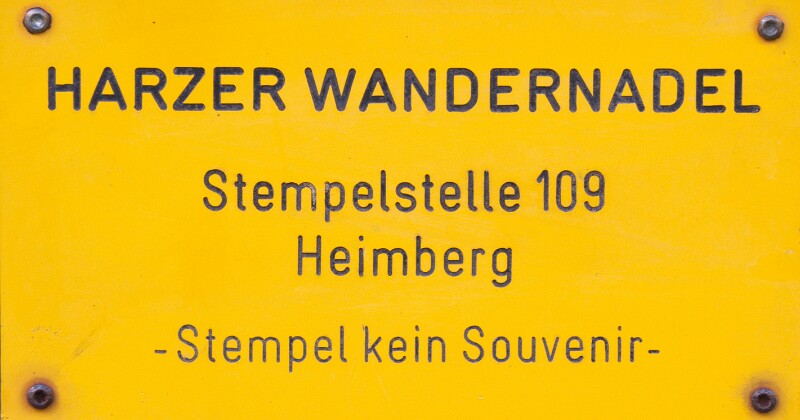 HARZER WANDERNADEL
Stempelstelle 109
Heimberg
-Stempel kein Souvenir-